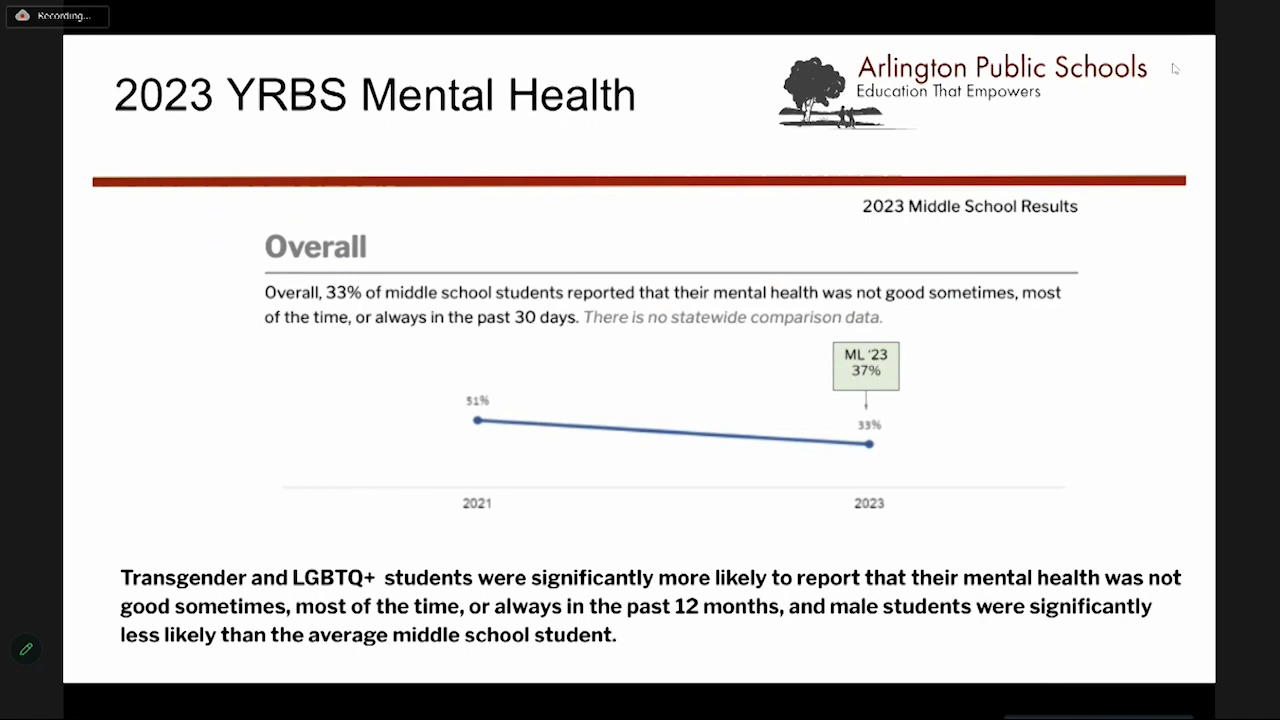 Recording...
2023 YRBS Mental Health
Arlington Public Schools
Education That Empowers
2023 Middle School Results
Overall
Overall, 33% of middle school students reported that their mental health was not good sometimes, most
of the time, or always in the past 30 days. There is no statewide comparison data.
ML '23
37%
51%
33%
2021
2023
Transgender and LGBTQ+ students were significantly more likely to report that their mental health was not
good sometimes, most of the time, or always in the past 12 months, and male students were significantly
less likely than the average middle school student.